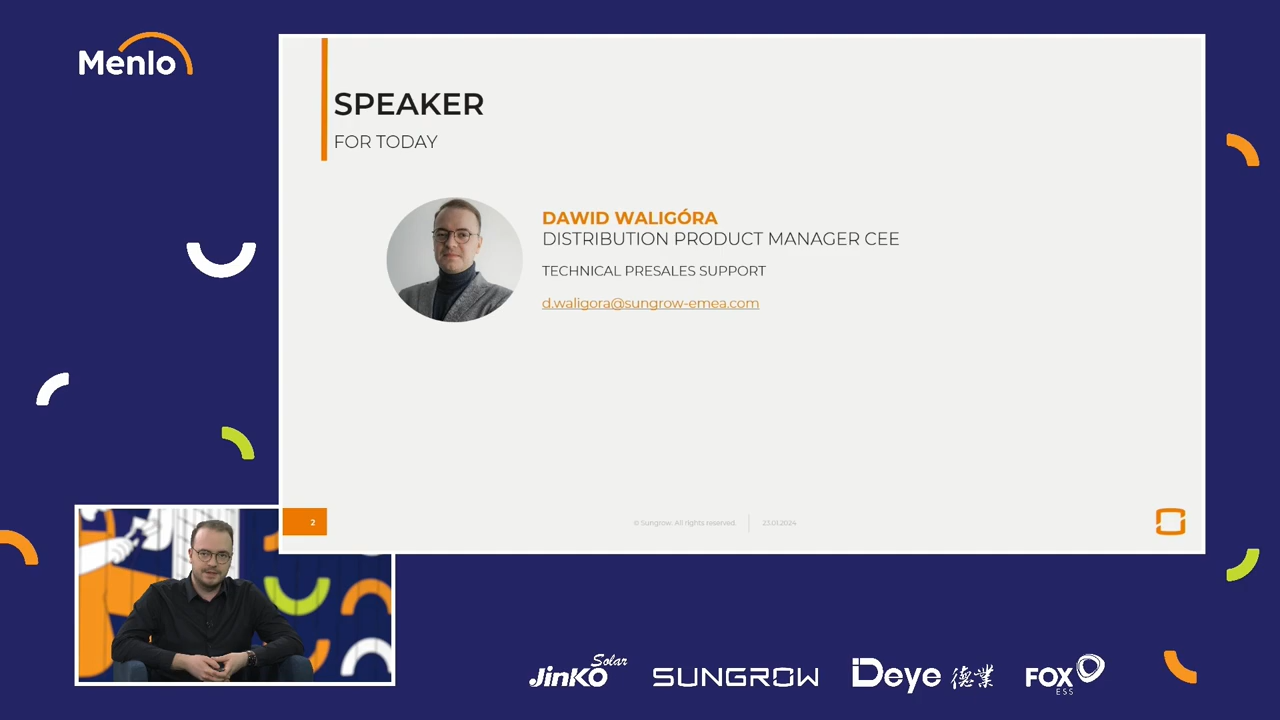 Menlo
SPEAKER
FOR TODAY
DAWID WALIGÓRA
DISTRIBUTION PRODUCT MANAGER CEE
TECHNICAL PRESALES SUPPORT
d.waligora@sungrow-emea.com
2
© Sungrow. All rights reserved.
23.01.2024
JinKO Solar
SUNGROW
Deye 德業
FOX ESS